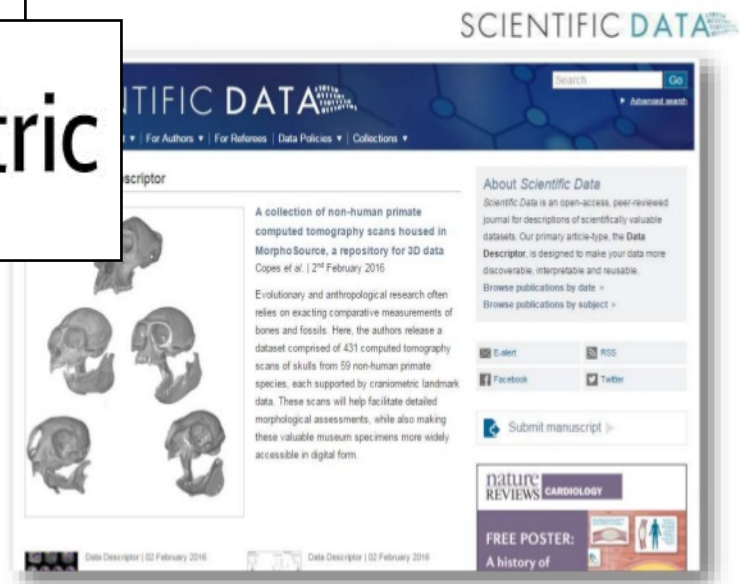 SCIENTIFIC DATA
tric
NTIFIC DATA
Search
Go
Advanced search
t ▾ | For Authors ▾ | For Referees | Data Policies ▾ | Collections ▾
scriptor
A collection of non-human primate
computed tomography scans housed in
MorphoSource, a repository for 3D data
Copes et al. | 2nd February 2016
Evolutionary and anthropological research often
relies on exacting comparative measurements of
bones and fossils. Here, the authors release a
dataset comprised of 431 computed tomography
scans of skulls from 59 non-human primate
species, each supported by craniometric landmark
data. These scans will help facilitate detailed
morphological assessments, while also making
these valuable museum specimens more widely
accessible in digital form.
About Scientific Data
Scientific Data is an open-access, peer-reviewed
journal for descriptions of scientifically valuable
datasets. Our primary article-type, the Data
Descriptor, is designed to make your data more
discoverable, interpretable and reusable.
Browse publications by date >
Browse publications by subject >
E-alert
RSS
Facebook
Twitter
Submit manuscript
nature
REVIEWS CARDIOLOGY
FREE POSTER:
A history of
Data Descriptor | 02 February 2016
Data Descriptor | 02 February 2016